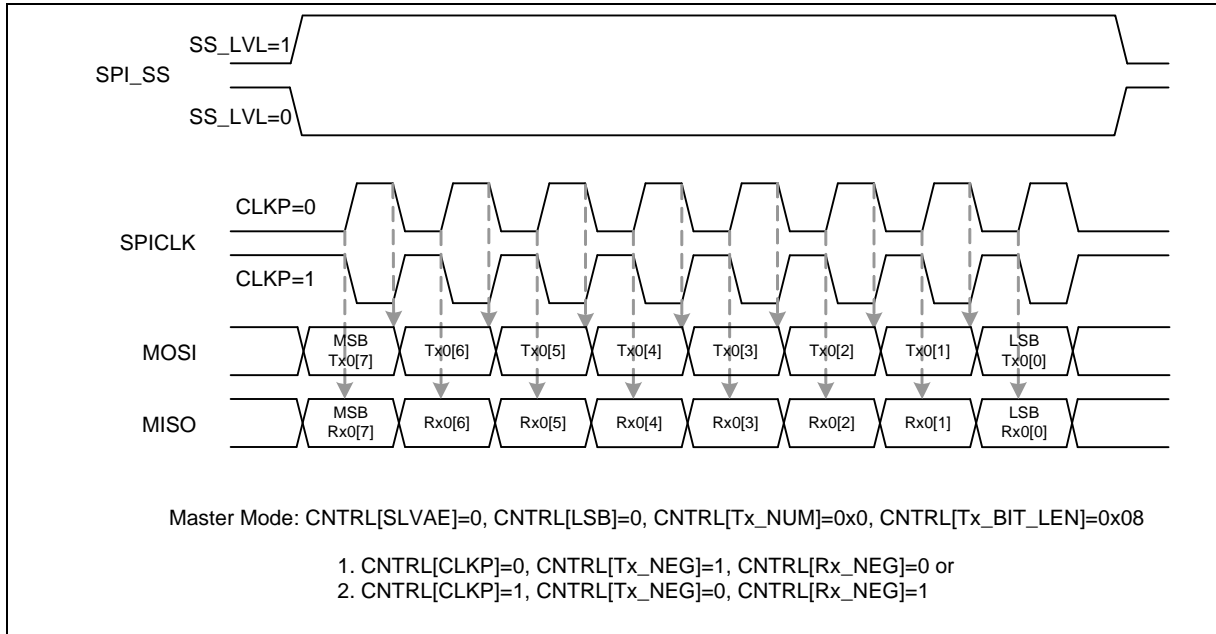 SS_LVL=1
SPI_SS
SS_LVL=0
CLKP=0
SPICLK
CLKP=1
MOSI
MSB
Tx0[7]
Tx0[6]
Tx0[5]
Tx0[4]
Tx0[3]
Tx0[2]
Tx0[1]
LSB
Tx0[0]
MISO
MSB
Rx0[7]
Rx0[6]
Rx0[5]
Rx0[4]
Rx0[3]
Rx0[2]
Rx0[1]
LSB
Rx0[0]
Master Mode: CNTRL[SLVAE]=0, CNTRL[LSB]=0, CNTRL[Tx_NUM]=0x0, CNTRL[Tx_BIT_LEN]=0x08
1. CNTRL[CLKP]=0, CNTRL[Tx_NEG]=1, CNTRL[Rx_NEG]=0 or
2. CNTRL[CLKP]=1, CNTRL[Tx_NEG]=0, CNTRL[Rx_NEG]=1